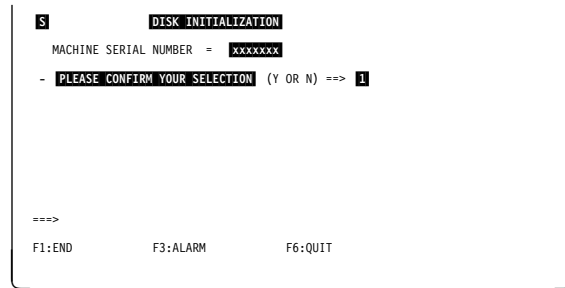 S DISK INITIALIZATION
MACHINE SERIAL NUMBER = xxxxxxx
- PLEASE CONFIRM YOUR SELECTION (Y OR N) ==> 1
===>
F1:END F3:ALARM F6:QUIT